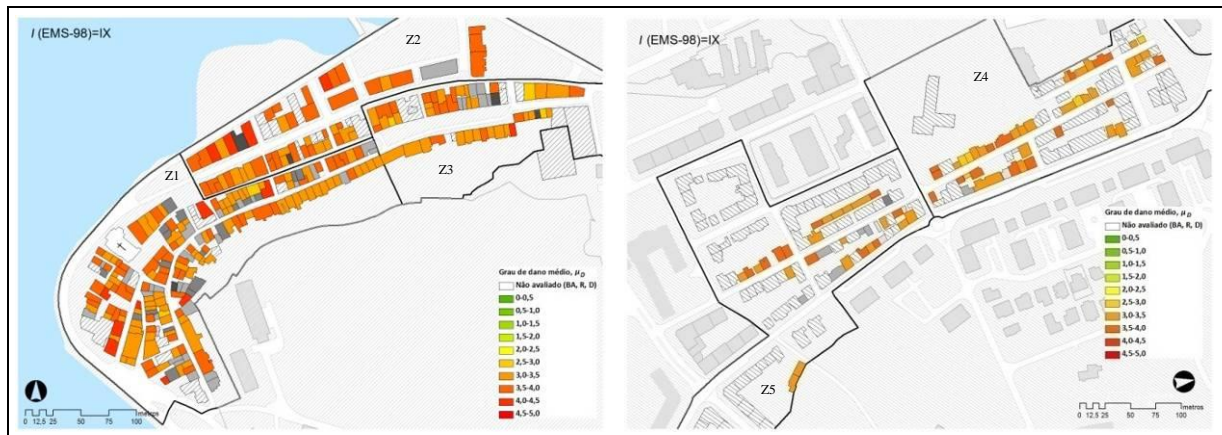 I (EMS-98)=IX
Z2
Z3
Z1
Grau de dano médio, μD
Não avaliado (BA, R, D)
0-0,5
0,5-1,0
1,0-1,5
1,5-2,0
2,0-2,5
2,5-3,0
3,0-3,5
3,5-4,0
4,0-4,5
4,5-5,0
0 12,5 25 50 75 100
metros
I (EMS-98)=IX
Z4
Z5
Grau de dano médio, μD
Não avaliado (BA, R, D)
0-0,5
0,5-1,0
1,0-1,5
1,5-2,0
2,0-2,5
2,5-3,0
3,0-3,5
3,5-4,0
4,0-4,5
4,5-5,0
0 12,5 25 50 75 100
metros